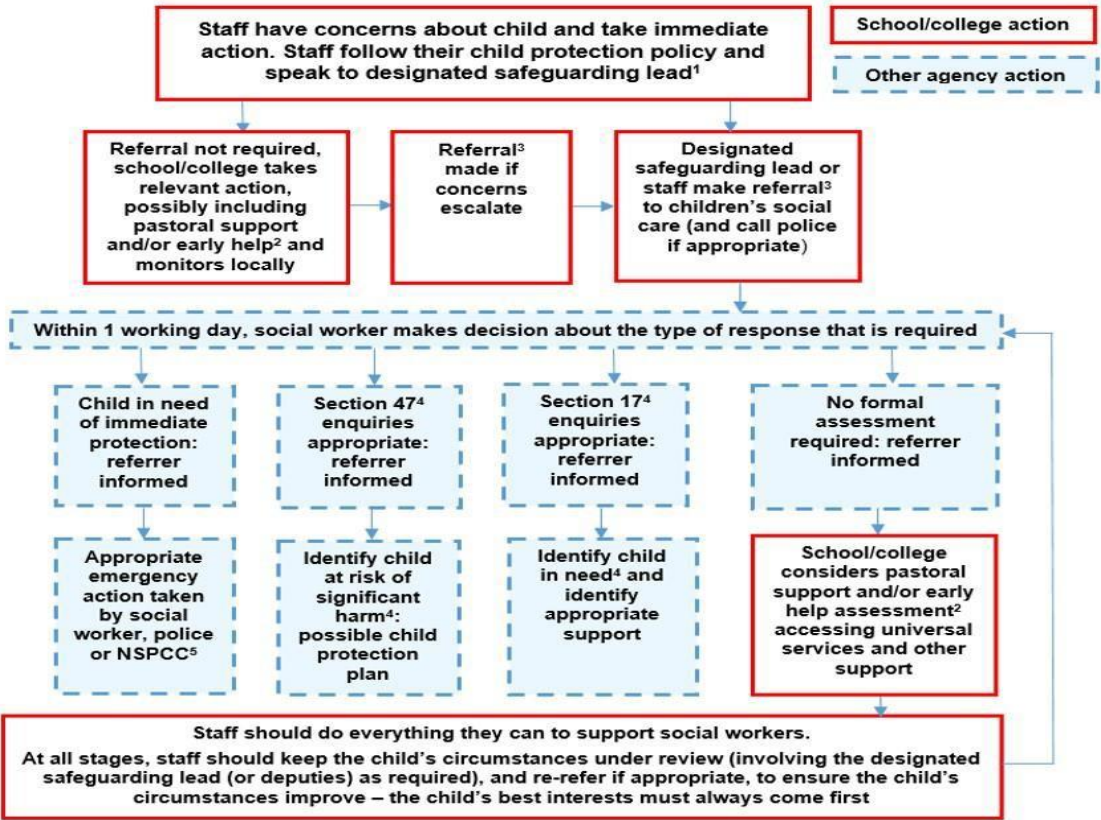 Staff have concerns about child and take immediate
action. Staff follow their child protection policy and
speak to designated safeguarding lead¹
School/college action
Other agency action
Referral not required,
school/college takes
relevant action,
possibly including
pastoral support
and/or early help² and
monitors locally
Referral³
made if
concerns
escalate
Designated
safeguarding lead or
staff make referral³
to children's social
care (and call police
if appropriate)
Within 1 working day, social worker makes decision about the type of response that is required
Child in need
of immediate
protection:
referrer
informed
Section 47⁴
enquiries
appropriate:
referrer
informed
Section 17⁴
enquiries
appropriate:
referrer
informed
No formal
assessment
required: referrer
informed
Appropriate
emergency
action taken
by social
worker, police
or NSPCC⁵
Identify child
at risk of
significant
harm⁴:
possible child
protection
plan
Identify child
in need⁴ and
identify
appropriate
support
School/college
considers pastoral
support and/or early
help assessment²
accessing universal
services and other
support
Staff should do everything they can to support social workers.
At all stages, staff should keep the child's circumstances under review (involving the designated
safeguarding lead (or deputies) as required), and re-refer if appropriate, to ensure the child's
circumstances improve – the child's best interests must always come first